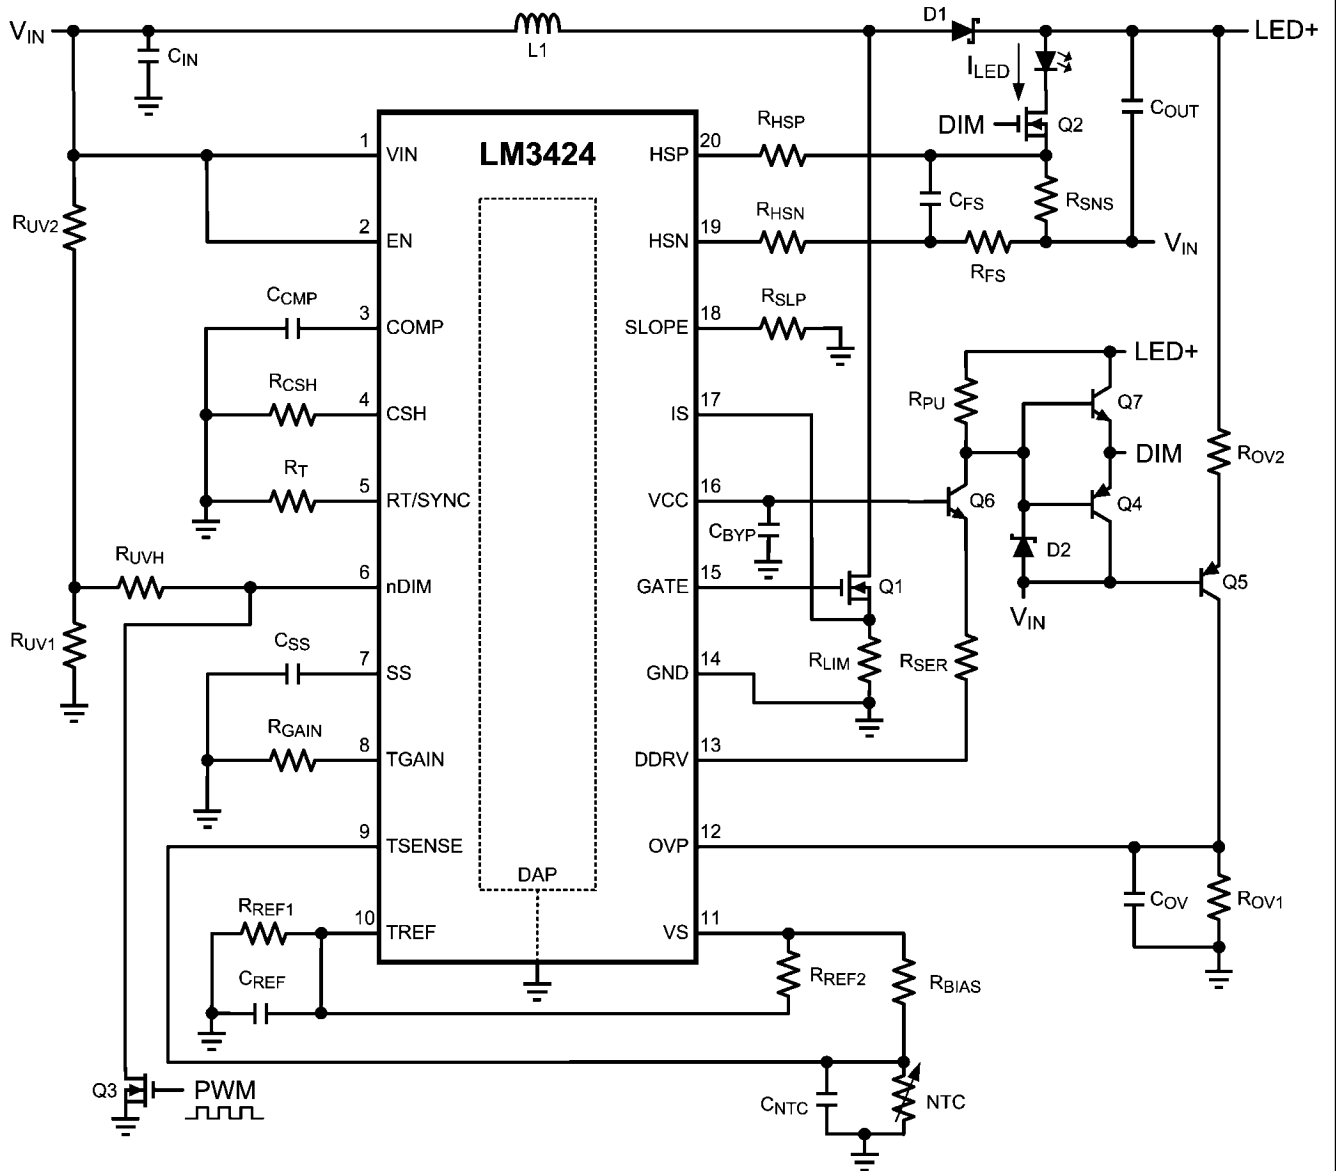 VIN
CIN
L1
D1
LED+
ILED
DIM
Q2
COUT
LM3424
1
VIN
20
HSP
RHSP
CFS
RSNS
RUV2
2
EN
19
HSN
RHSN
RFS
VIN
CCMP
3
COMP
18
SLOPE
RSLP
LED+
RCSH
4
CSH
17
IS
RPU
Q7
DIM
ROV2
RT
5
RT/SYNC
16
VCC
CBYP
Q6
Q4
D2
VIN
Q5
RUVH
6
nDIM
15
GATE
Q1
RUV1
CSS
7
SS
14
GND
RLIM
RSER
RGAIN
8
TGAIN
13
DDRV
9
TSENSE
12
OVP
COV
ROV1
DAP
RREF1
10
TREF
11
VS
CREF
RREF2
RBIAS
Q3
PWM
CNTC
NTC